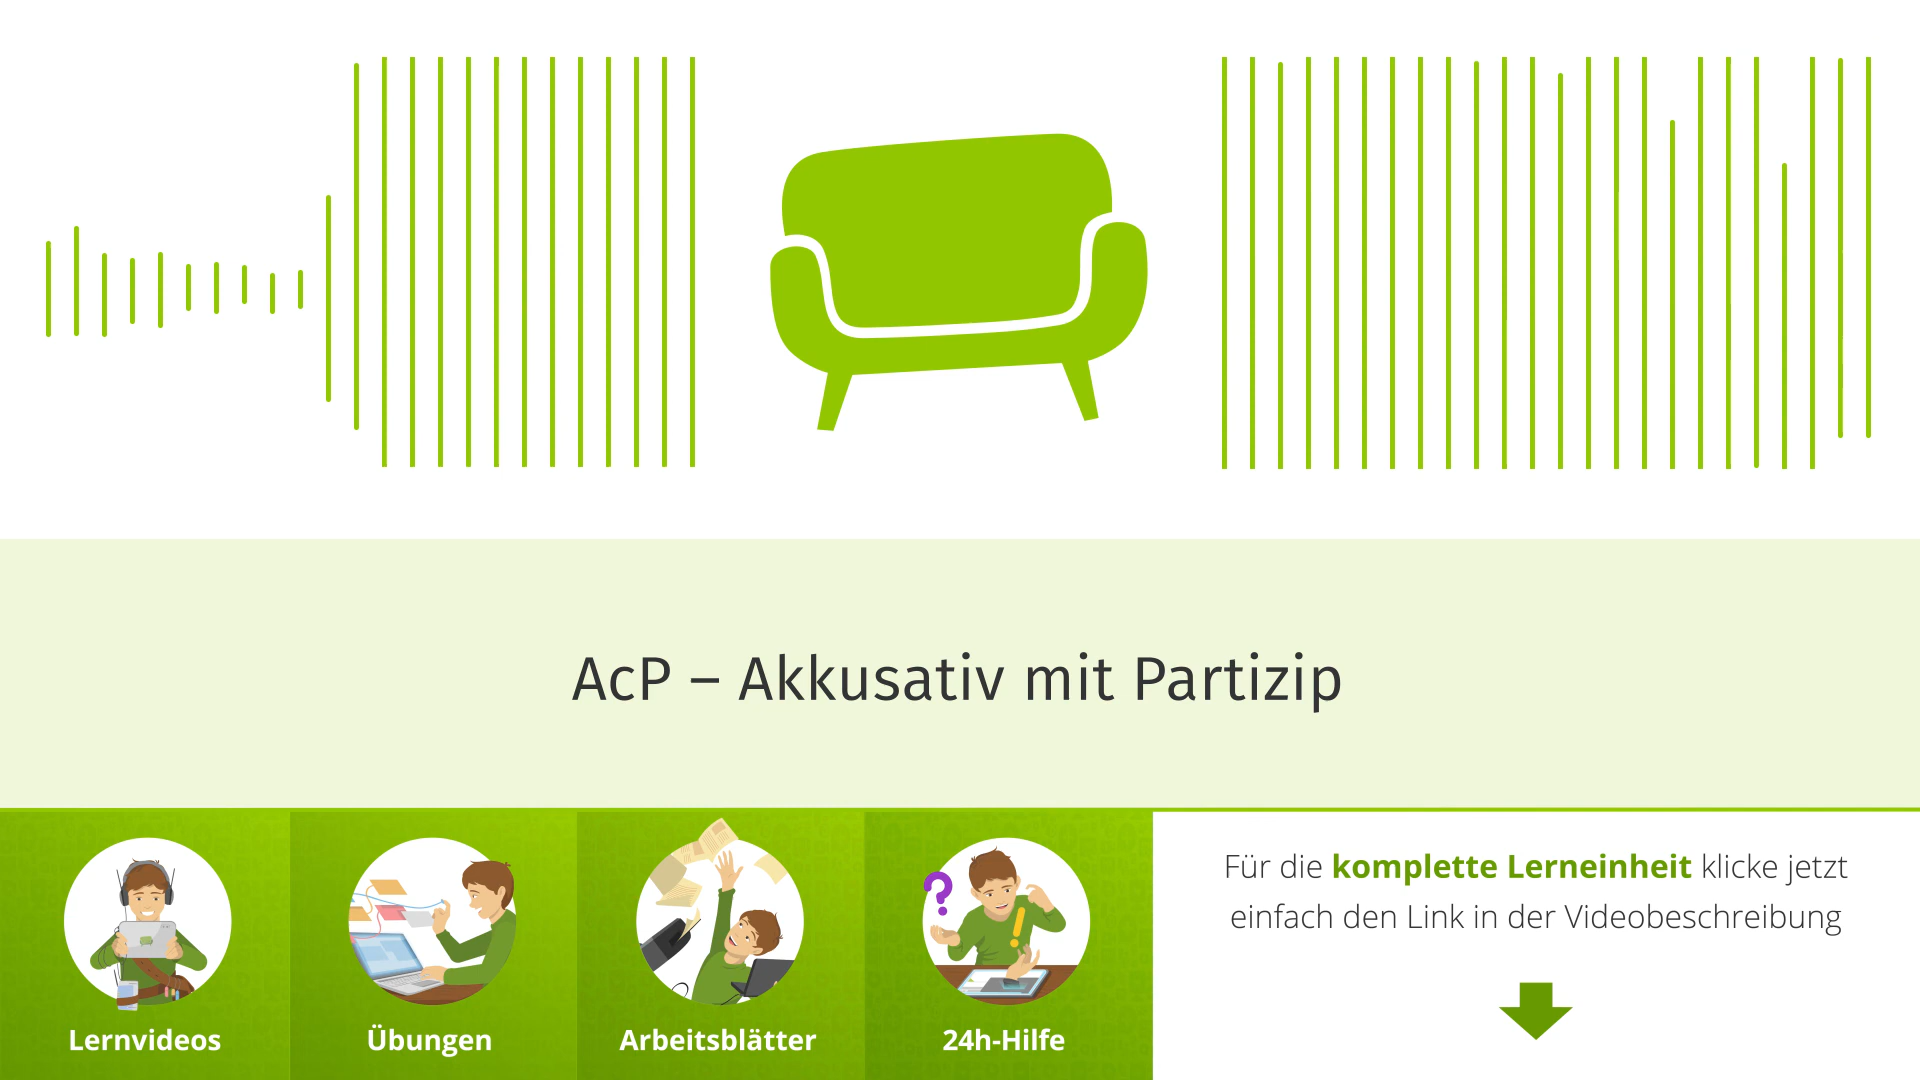 AcP – Akkusativ mit Partizip
Lernvideos
Übungen
Arbeitsblätter
24h-Hilfe
Für die komplette Lerneinheit klicke jetzt
einfach den Link in der Videobeschreibung